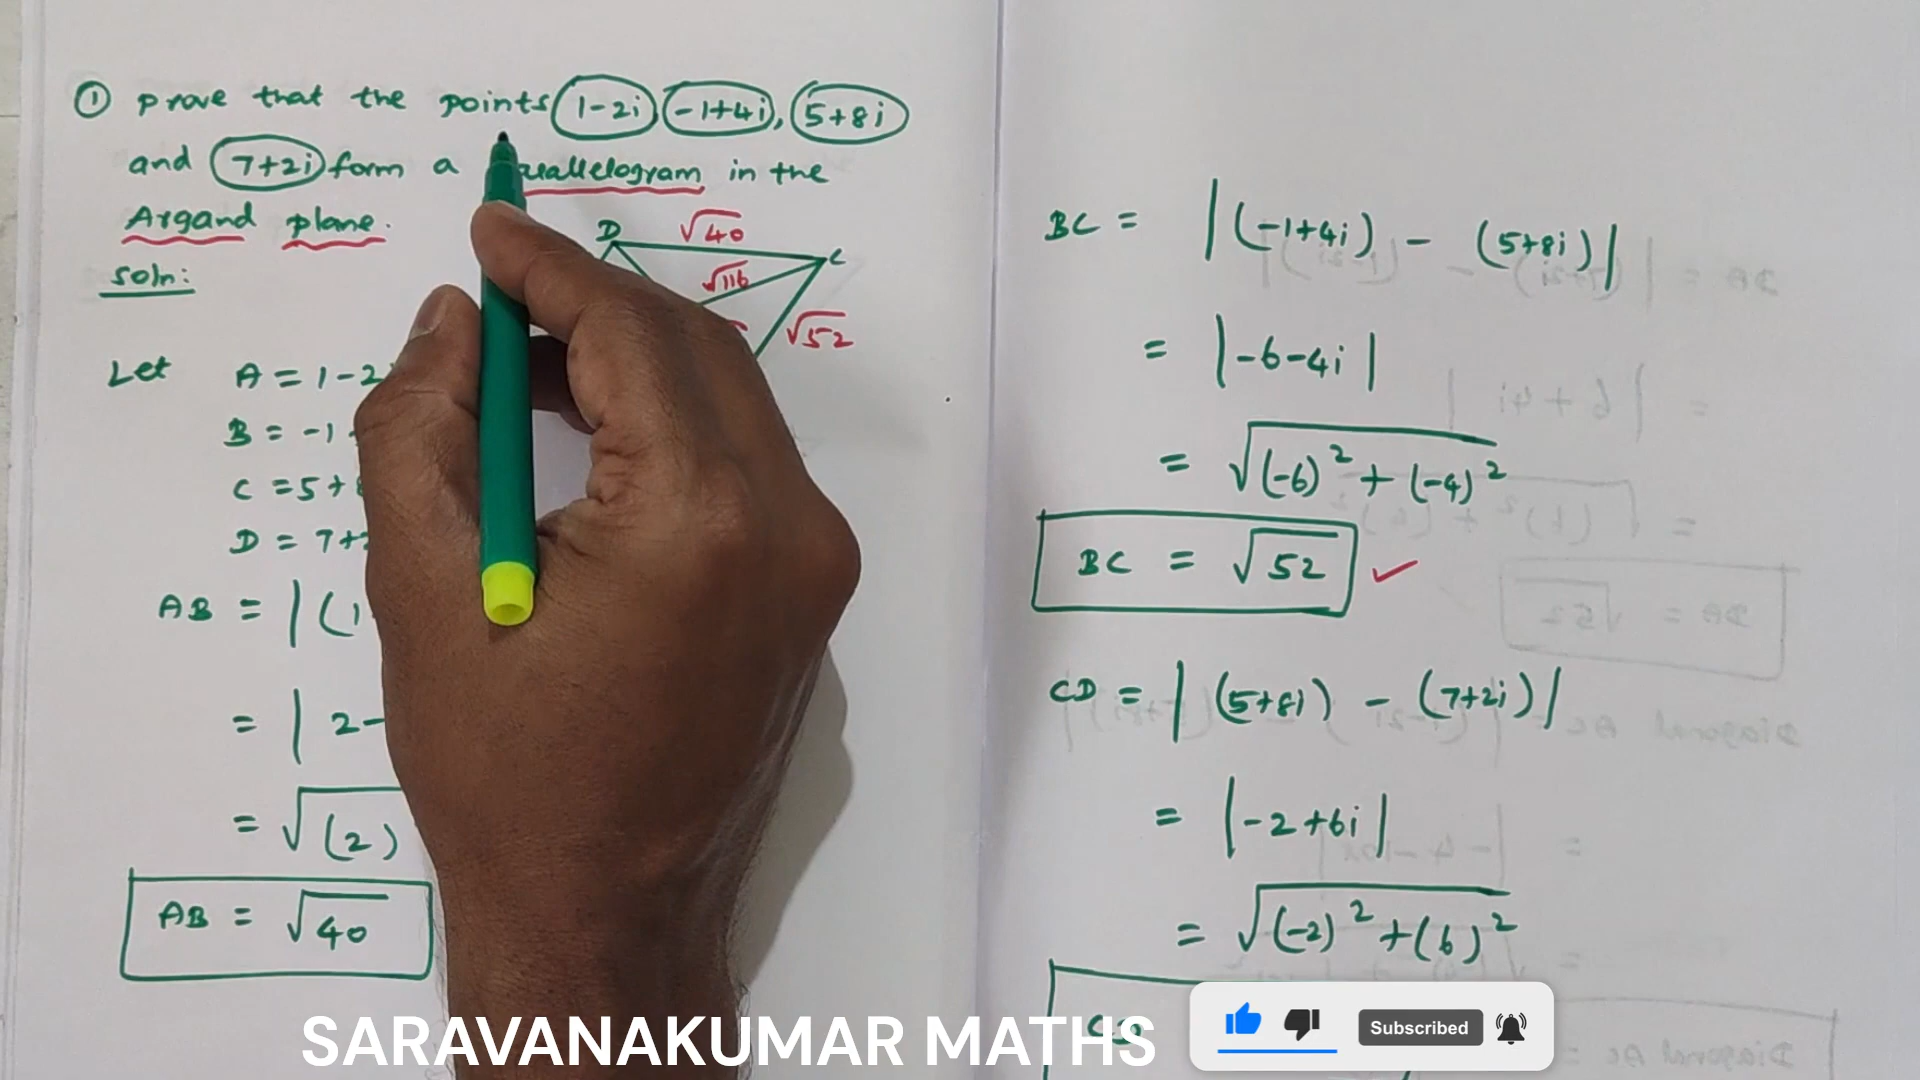 ① prove that the points 1-2i, -1+4i, 5+8i
and 7+2i form a parallelogram in the
Argand plane.
soln:
D √40 C
√116
√52
Let A = 1-2
B = -1
C = 5+8
D = 7+2
AB = |(1
= | 2-
= √(2)
AB = √40
BC = |(-1+4i) - (5+8i)|
= |-6-4i|
= √(-6)² + (-4)²
BC = √52 ✓
CD = |(5+8i) - (7+2i)|
= |-2+6i|
= √(-2)² + (6)²
CD
SARAVANAKUMAR MATHS
Subscribed